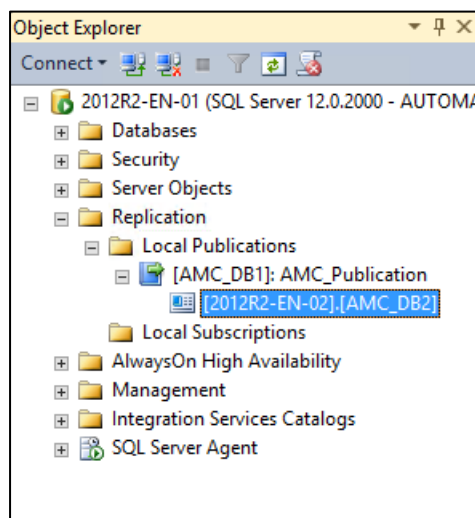 Object Explorer
Connect
2012R2-EN-01 (SQL Server 12.0.2000 - AUTOMA
Databases
Security
Server Objects
Replication
Local Publications
[AMC_DB1]: AMC_Publication
[2012R2-EN-02].[AMC_DB2]
Local Subscriptions
AlwaysOn High Availability
Management
Integration Services Catalogs
SQL Server Agent